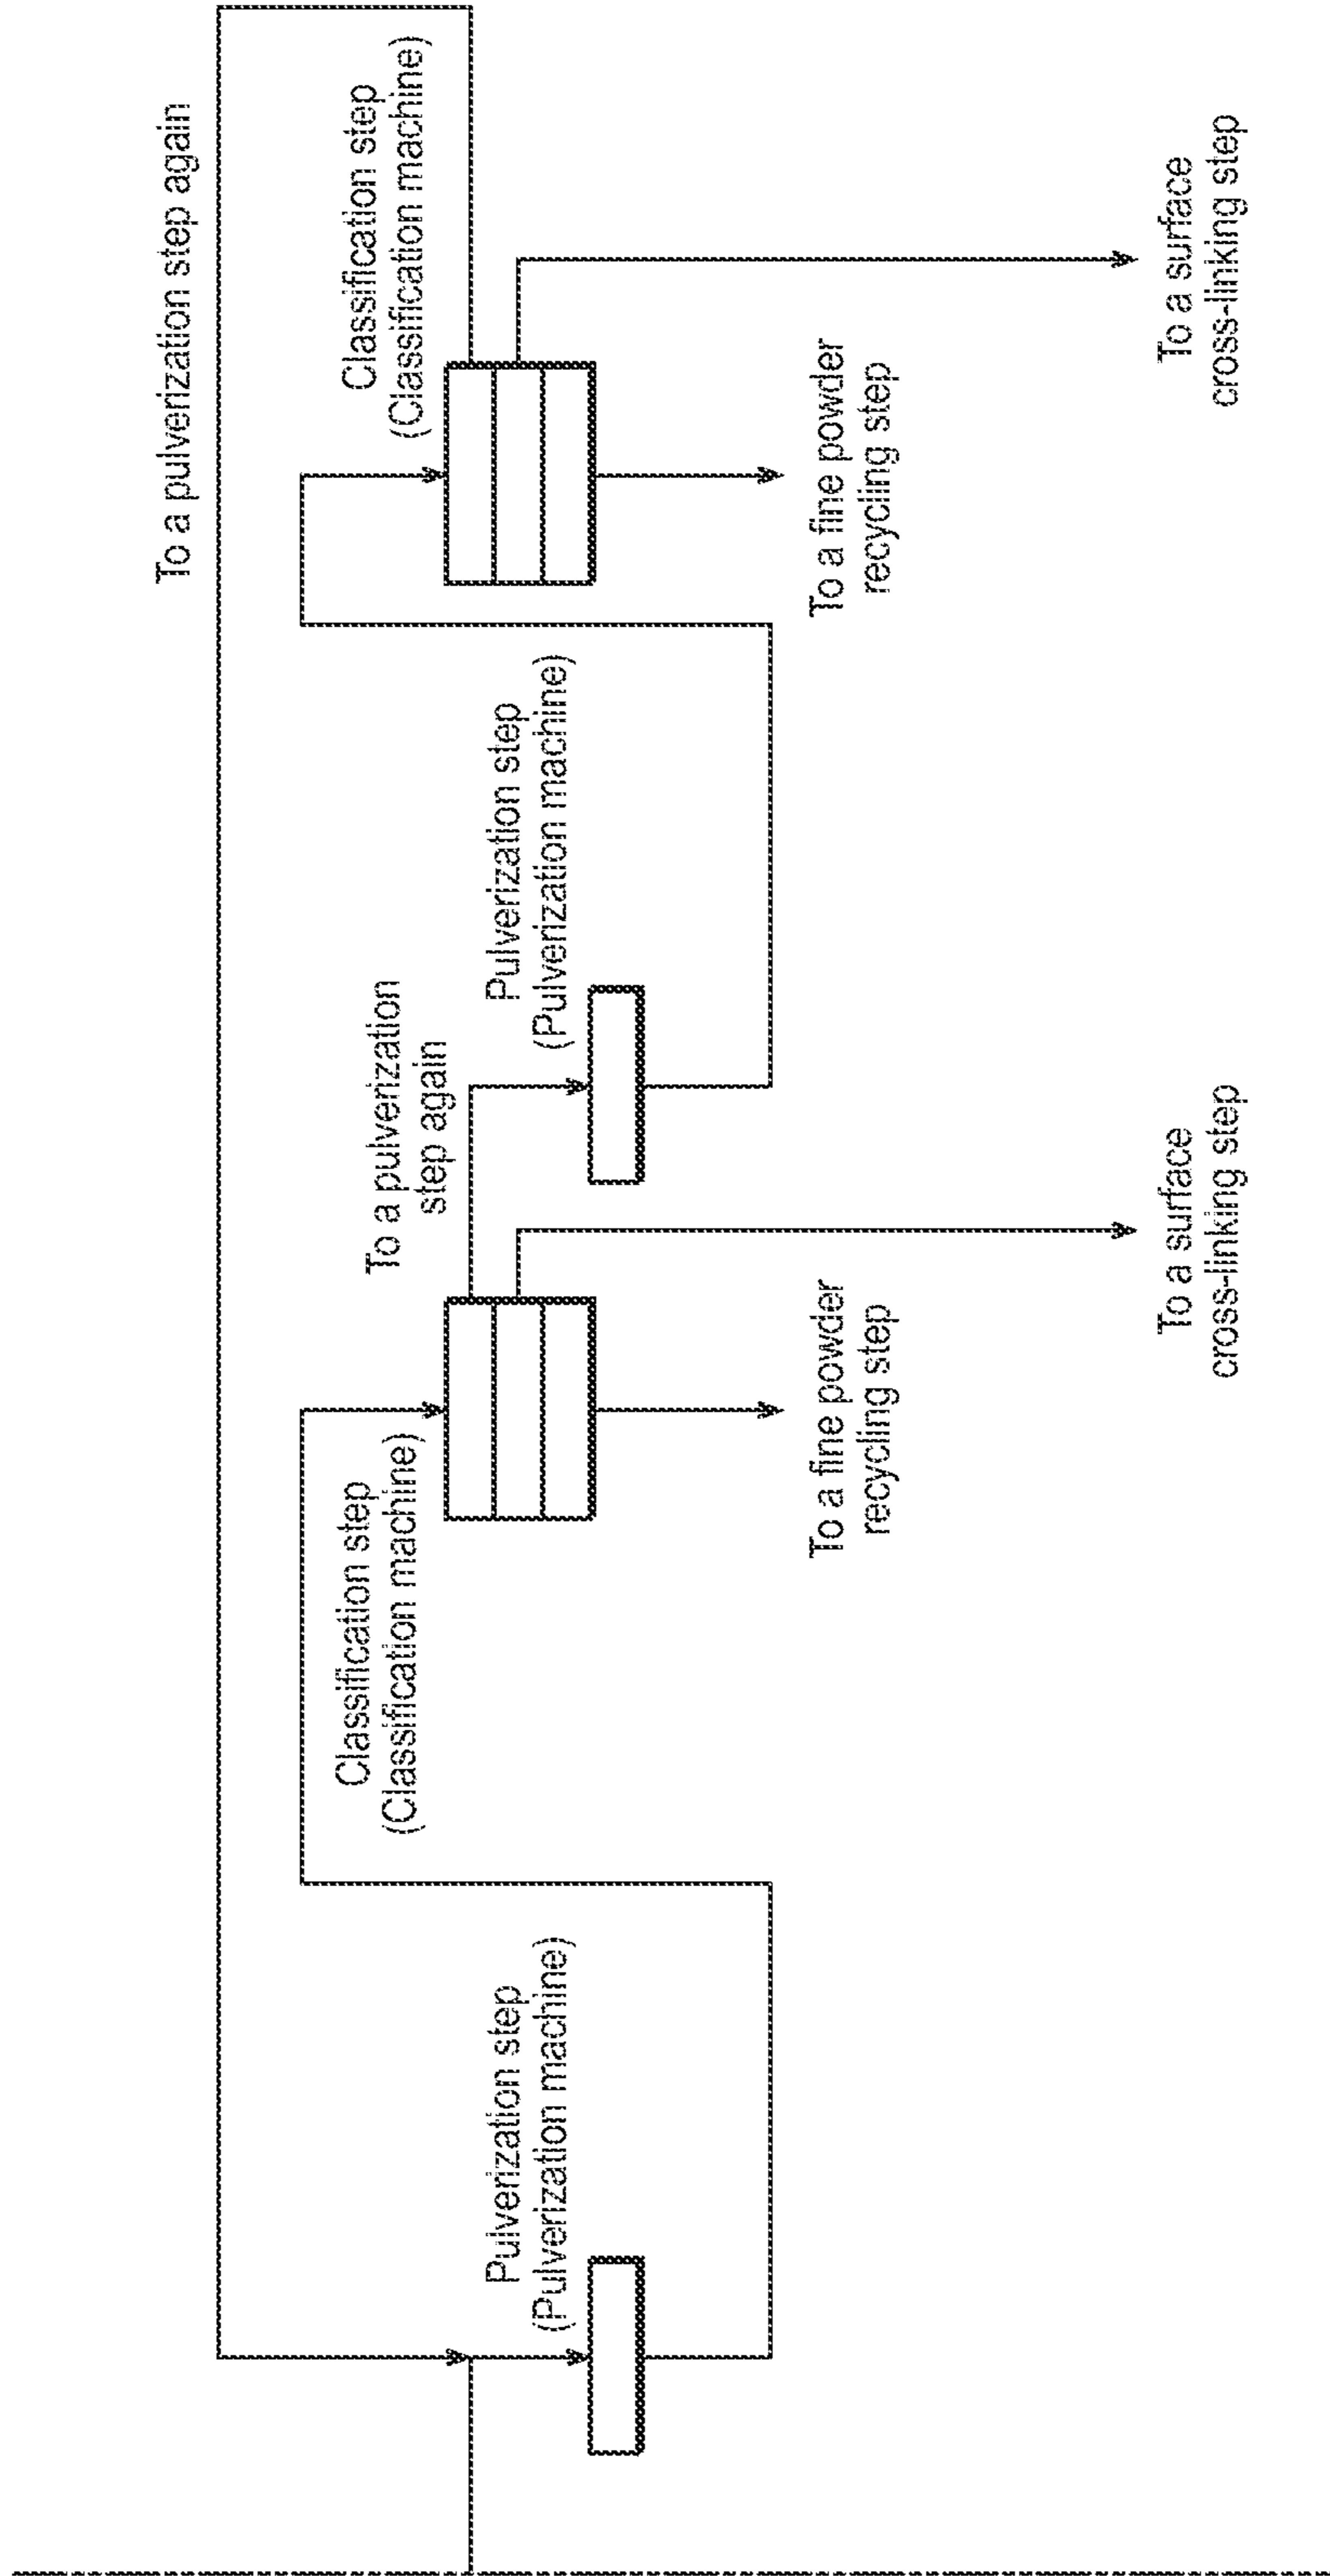 To a pulverization step again
Pulverization step
(Pulverization machine)
Classification step
(Classification machine)
To a pulverization
step again
To a fine powder
recycling step
To a surface
cross-linking step
Pulverization step
(Pulverization machine)
Classification step
(Classification machine)
To a fine powder
recycling step
To a surface
cross-linking step